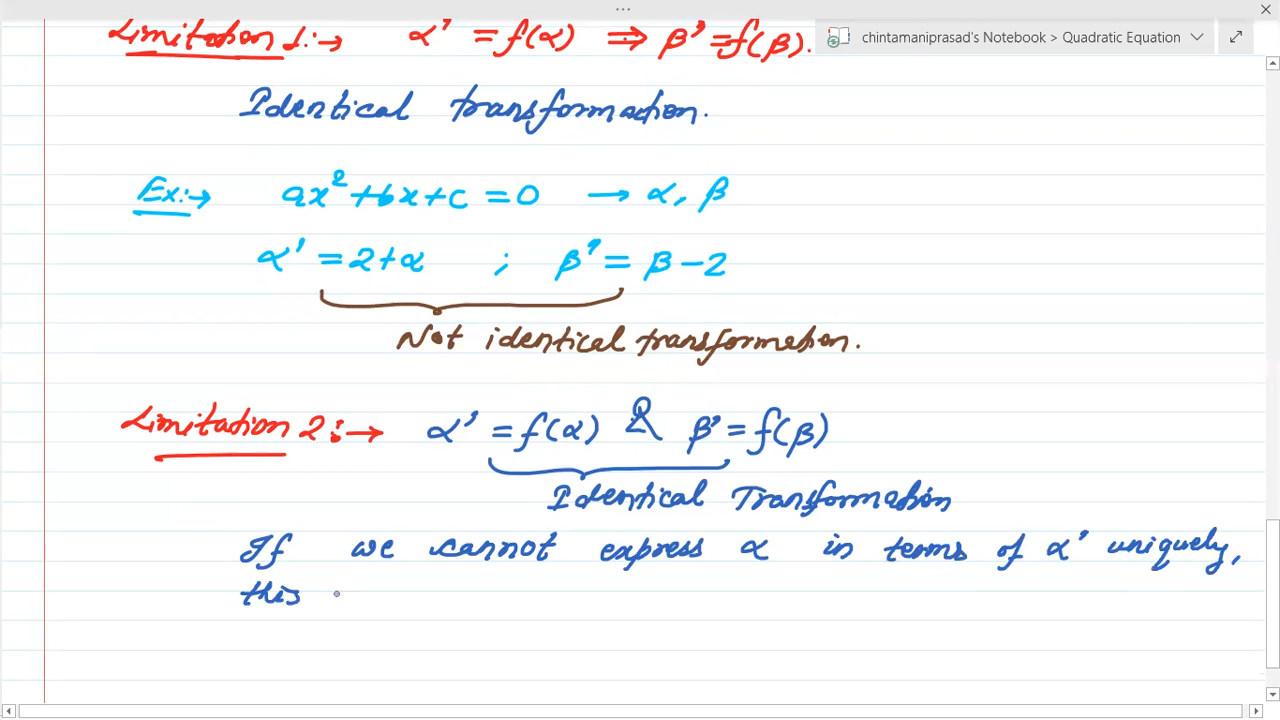 Limitation 1:→ α' = f(α) ⇒ β' = f(β).
chintamaniprasad's Notebook > Quadratic Equation
Identical transformation.
Ex:→ ax²+bx+c = 0 → α, β
α' = 2+α ; β' = β-2
Not identical transformation.
Limitation 2:→ α' = f(α) & β' = f(β)
Identical Transformation
If we cannot express α in terms of α' uniquely,
this